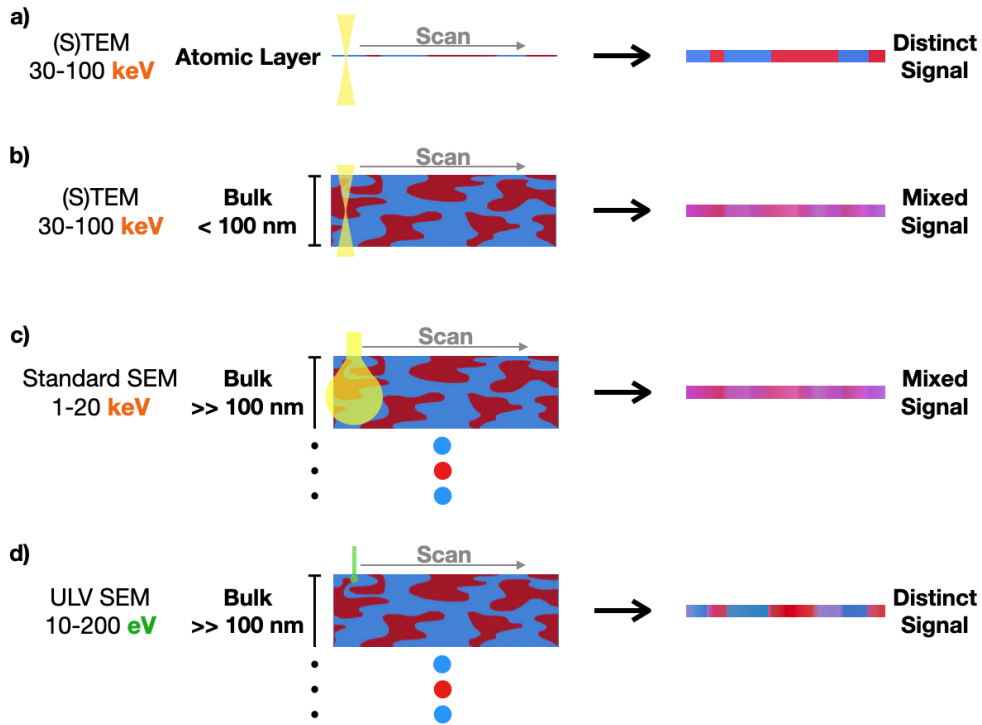 a)
(S)TEM
30-100 keV
Atomic Layer
Scan
Distinct
Signal
b)
(S)TEM
30-100 keV
Bulk
< 100 nm
Scan
Mixed
Signal
c)
Standard SEM
1-20 keV
Bulk
>> 100 nm
Scan
Mixed
Signal
d)
ULV SEM
10-200 eV
Bulk
>> 100 nm
Scan
Distinct
Signal